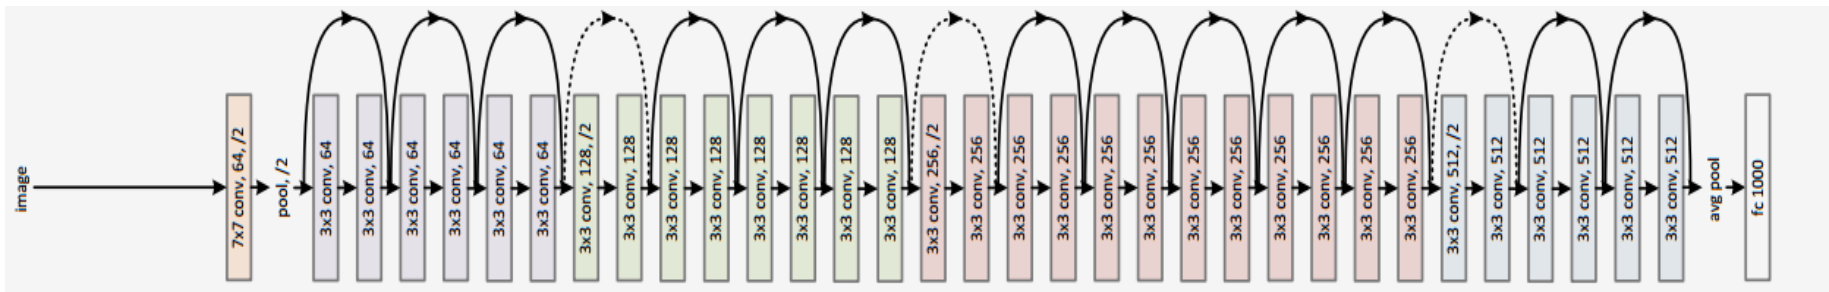 image
7x7 conv, 64, /2
pool, /2
3x3 conv, 64
3x3 conv, 64
3x3 conv, 64
3x3 conv, 64
3x3 conv, 64
3x3 conv, 64
3x3 conv, 128, /2
3x3 conv, 128
3x3 conv, 128
3x3 conv, 128
3x3 conv, 128
3x3 conv, 128
3x3 conv, 128
3x3 conv, 128
3x3 conv, 256, /2
3x3 conv, 256
3x3 conv, 256
3x3 conv, 256
3x3 conv, 256
3x3 conv, 256
3x3 conv, 256
3x3 conv, 256
3x3 conv, 256
3x3 conv, 256
3x3 conv, 256
3x3 conv, 256
3x3 conv, 512, /2
3x3 conv, 512
3x3 conv, 512
3x3 conv, 512
3x3 conv, 512
3x3 conv, 512
avg pool
fc 1000